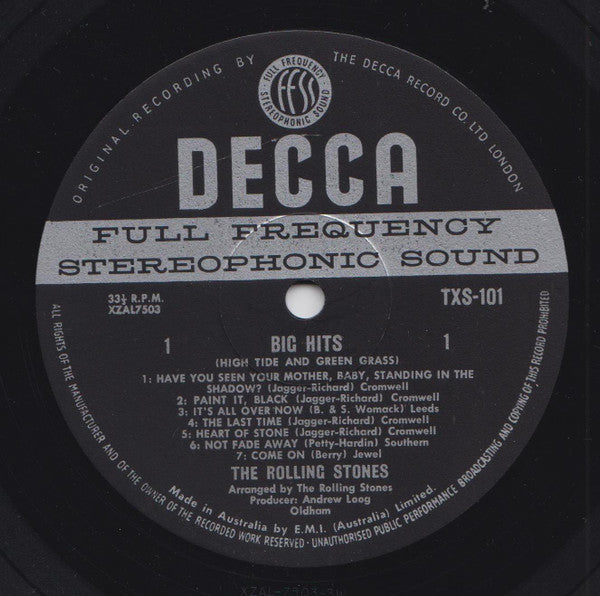 ORIGINAL RECORDING BY THE DECCA RECORD CO. LTD LONDON
FULL FREQUENCY
FFSS
STEREOPHONIC SOUND
DECCA
FULL FREQUENCY
STEREOPHONIC SOUND
33⅓ R.P.M.
XZAL7503
TXS-101
1
BIG HITS
1
(HIGH TIDE AND GREEN GRASS)
1: HAVE YOU SEEN YOUR MOTHER, BABY, STANDING IN THE
SHADOW? (Jagger-Richard) Cromwell
2: PAINT IT, BLACK (Jagger-Richard) Cromwell
3: IT'S ALL OVER NOW (B. & S. Womack) Leeds
4: THE LAST TIME (Jagger-Richard) Cromwell
5: HEART OF STONE (Jagger-Richard) Cromwell
6: NOT FADE AWAY (Petty-Hardin) Southern
7: COME ON (Berry) Jewel
THE ROLLING STONES
Arranged by The Rolling Stones
Producer: Andrew Loog
Oldham
Made in Australia by E.M.I. (Australia) Limited.
ALL RIGHTS OF THE MANUFACTURER AND OF THE OWNER OF THE RECORDED WORK RESERVED · UNAUTHORISED PUBLIC PERFORMANCE BROADCASTING AND COPYING OF THIS RECORD PROHIBITED